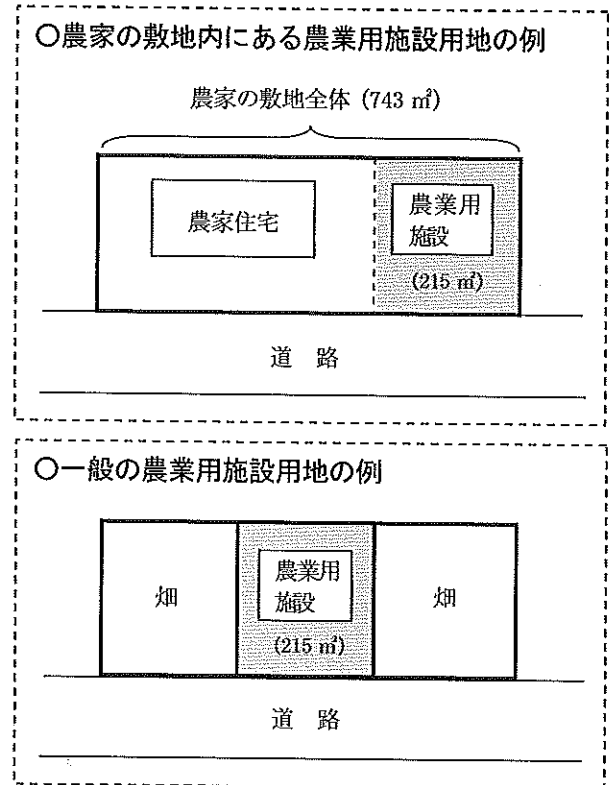 ○農家の敷地内にある農業用施設用地の例
農家の敷地全体 (743 ㎡)
農家住宅
農業用
施設
(215 ㎡)
道 路
○一般の農業用施設用地の例
畑
農業用
施設
(215 ㎡)
畑
道 路